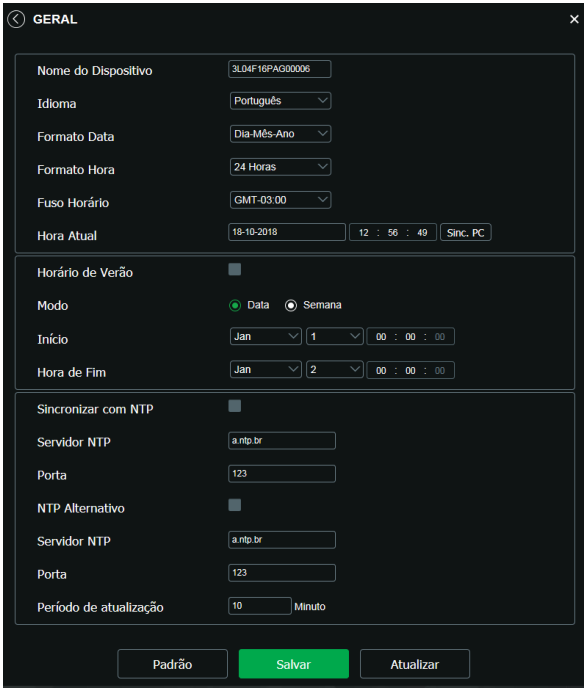 GERAL
Nome do Dispositivo 3L04F16PAG00006
Idioma Português
Formato Data Dia-Mês-Ano
Formato Hora 24 Horas
Fuso Horário GMT-03:00
Hora Atual 18-10-2018 12 : 56 : 49 Sinc. PC
Horário de Verão
Modo Data Semana
Início Jan 1 00 : 00 : 00
Hora de Fim Jan 2 00 : 00 : 00
Sincronizar com NTP
Servidor NTP a.ntp.br
Porta 123
NTP Alternativo
Servidor NTP a.ntp.br
Porta 123
Período de atualização 10 Minuto
Padrão Salvar Atualizar